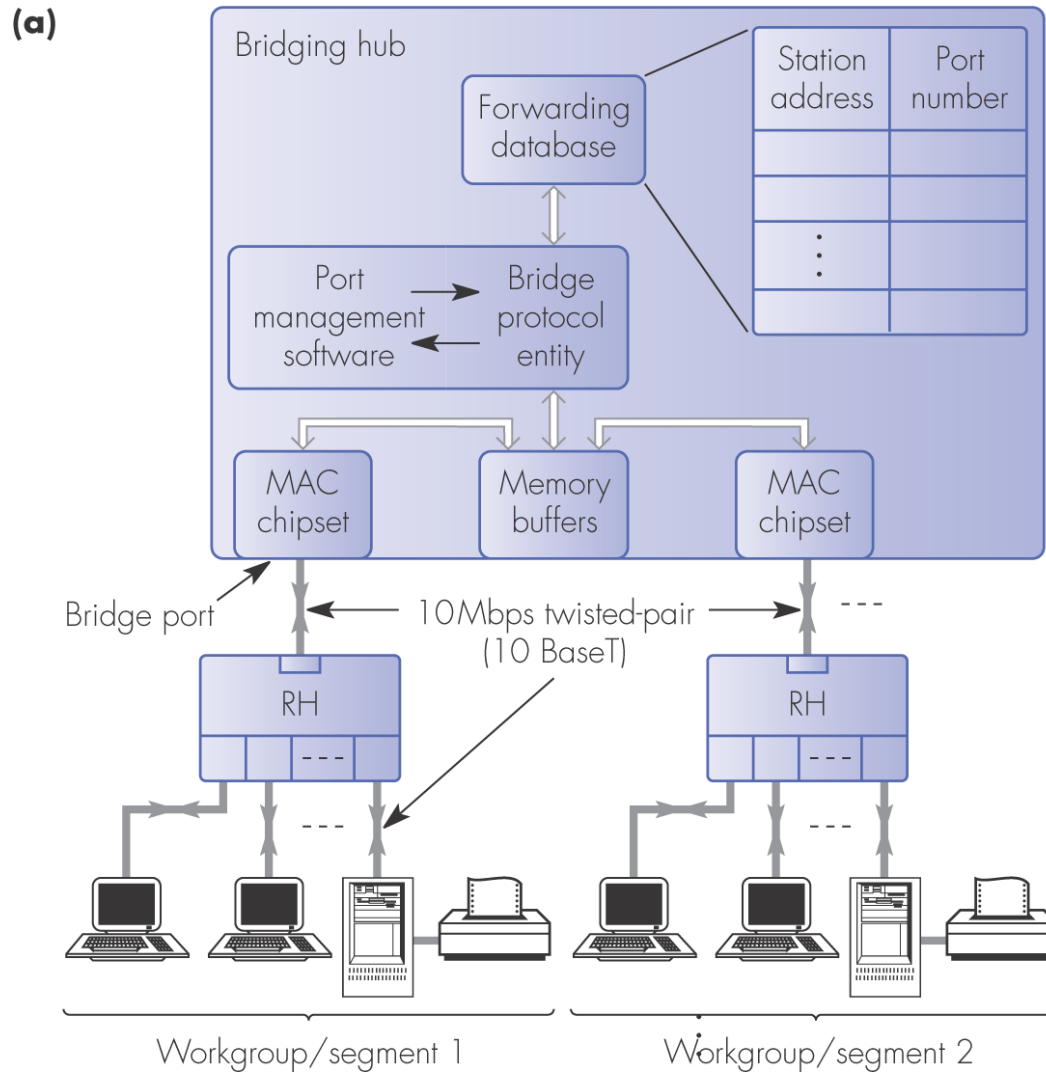 (a)
Bridging hub
Station
address
Port
number
Forwarding
database
Port
management
software
Bridge
protocol
entity
MAC
chipset
Memory
buffers
MAC
chipset
Bridge port
10Mbps twisted-pair
(10 BaseT)
RH
RH
Workgroup/segment 1
Workgroup/segment 2